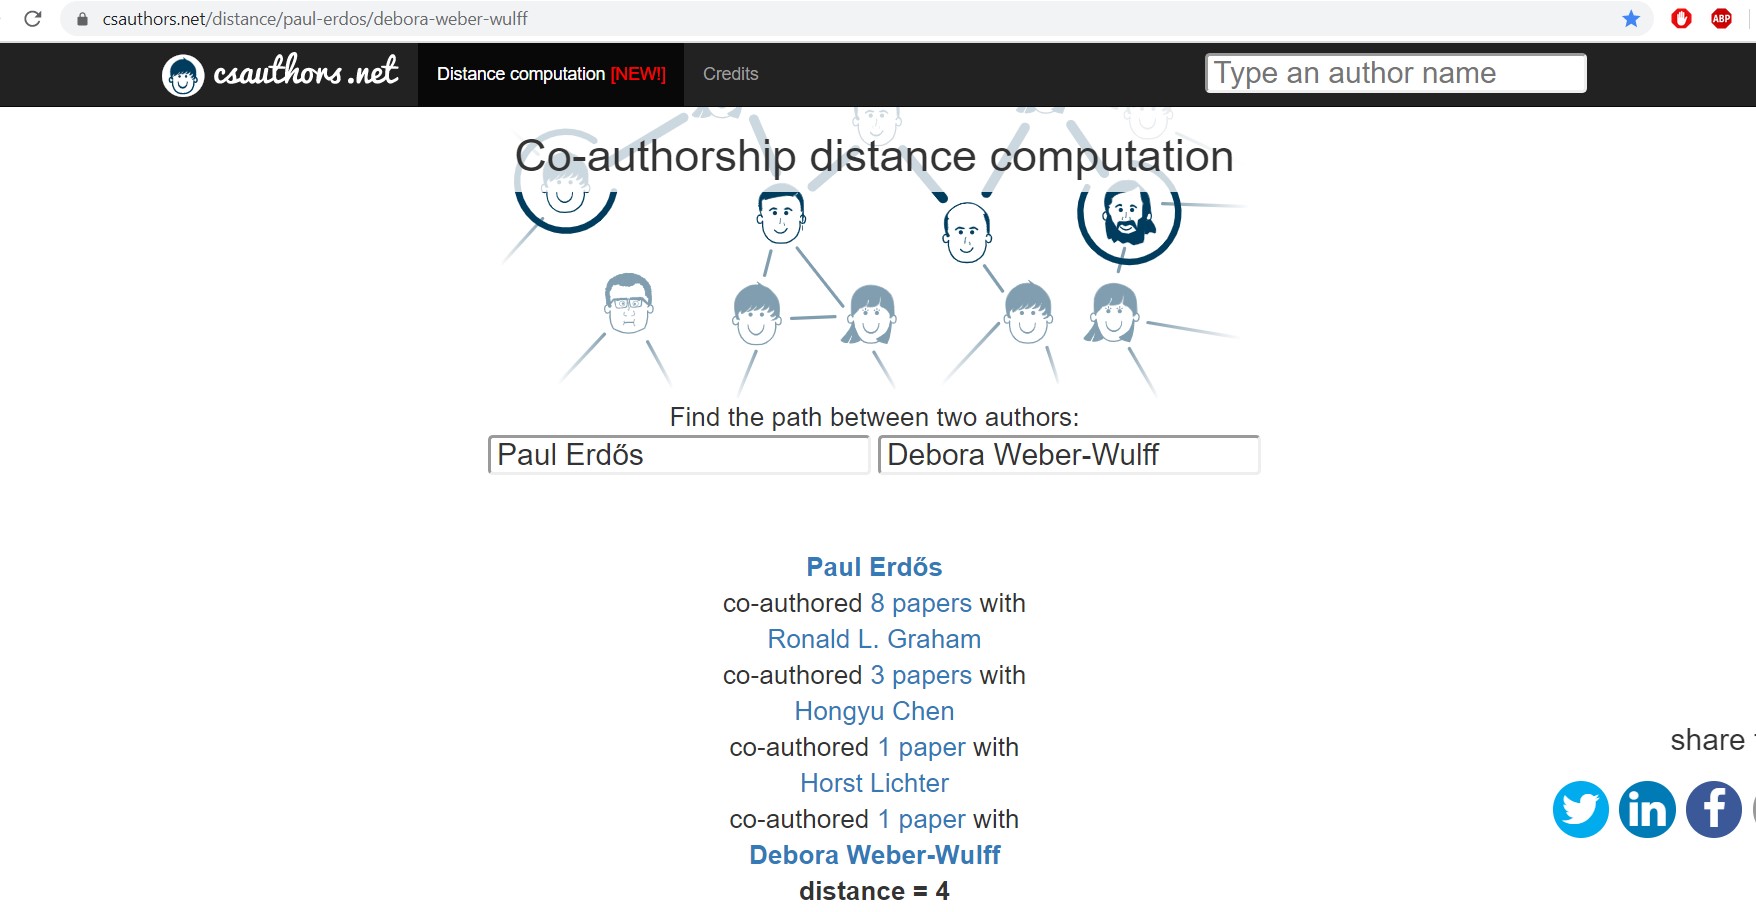 csauthors.net/distance/paul-erdos/debora-weber-wulff
ABP
csauthors.net
Distance computation [NEW!]
Credits
Type an author name
Co-authorship distance computation
Find the path between two authors:
Paul Erdős
Debora Weber-Wulff
Paul Erdős
co-authored 8 papers with
Ronald L. Graham
co-authored 3 papers with
Hongyu Chen
co-authored 1 paper with
Horst Lichter
co-authored 1 paper with
Debora Weber-Wulff
distance = 4
share
in
f